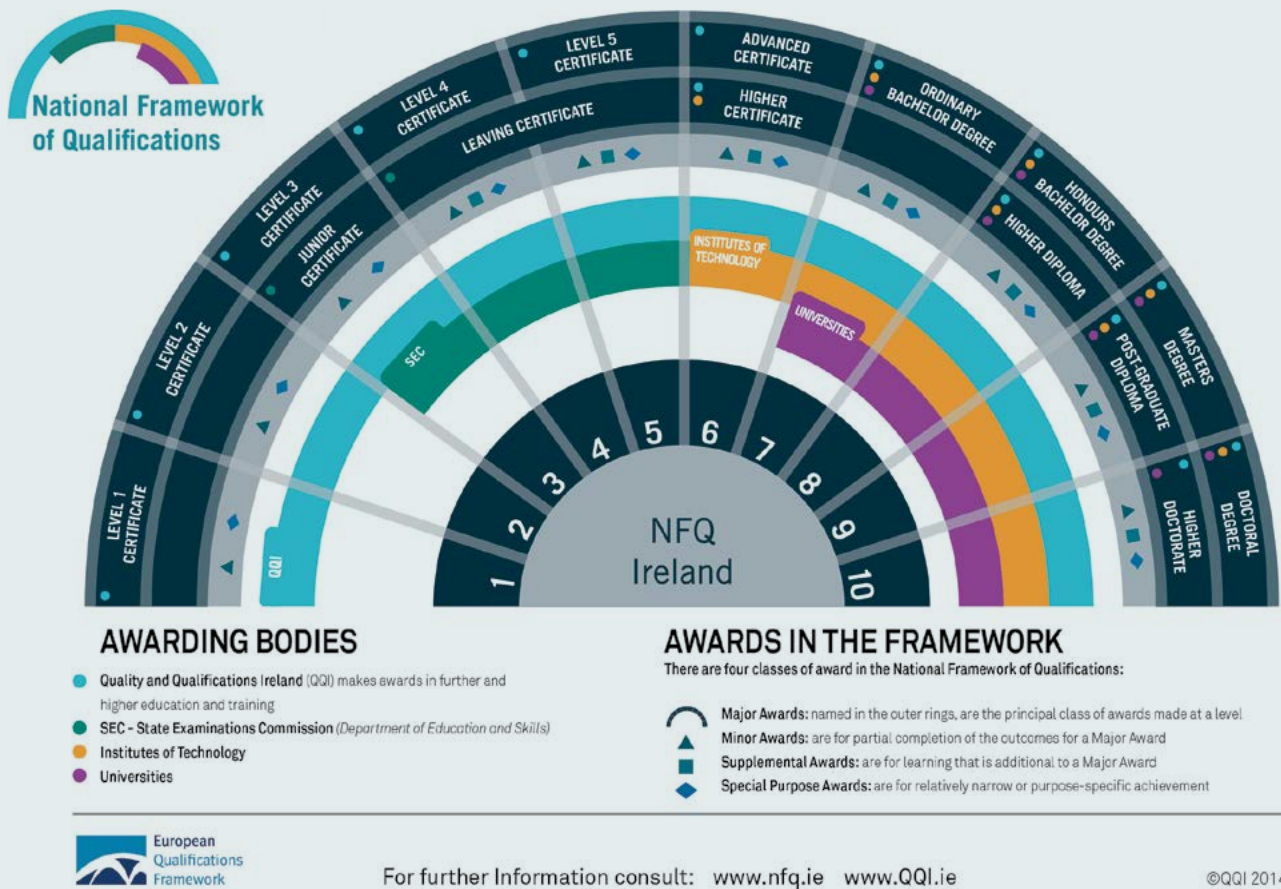 National Framework
of Qualifications
LEVEL 1
CERTIFICATE
LEVEL 2
CERTIFICATE
LEVEL 3
CERTIFICATE
LEVEL 4
CERTIFICATE
LEVEL 5
CERTIFICATE
ADVANCED
CERTIFICATE
ORDINARY
BACHELOR DEGREE
HONOURS
BACHELOR DEGREE
MASTERS
DEGREE
DOCTORAL
DEGREE
JUNIOR
CERTIFICATE
LEAVING CERTIFICATE
HIGHER
CERTIFICATE
HIGHER DIPLOMA
POST-GRADUATE
DIPLOMA
HIGHER
DOCTORATE
QQI
SEC
INSTITUTES OF
TECHNOLOGY
UNIVERSITIES
1
2
3
4
5
6
7
8
9
10
NFQ
Ireland
AWARDING BODIES
Quality and Qualifications Ireland (QQI) makes awards in further and
higher education and training
SEC - State Examinations Commission (Department of Education and Skills)
Institutes of Technology
Universities
AWARDS IN THE FRAMEWORK
There are four classes of award in the National Framework of Qualifications:
Major Awards: named in the outer rings, are the principal class of awards made at a level
Minor Awards: are for partial completion of the outcomes for a Major Award
Supplemental Awards: are for learning that is additional to a Major Award
Special Purpose Awards: are for relatively narrow or purpose-specific achievement
European
Qualifications
Framework
For further Information consult: www.nfq.ie www.QQI.ie
©QQI 2014